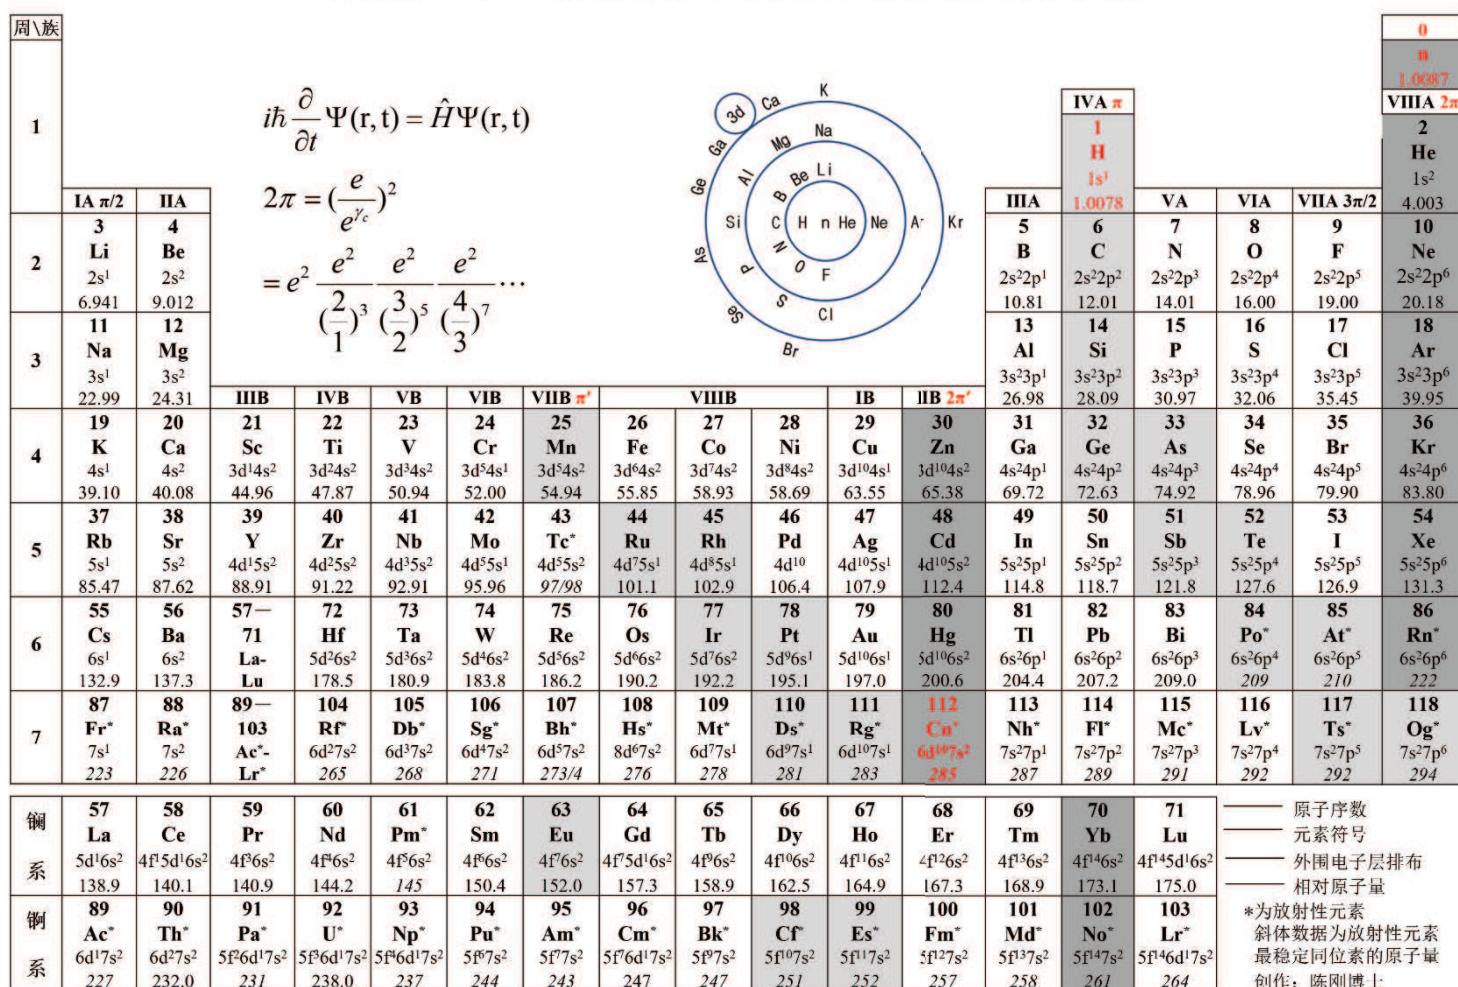 周\族
0
n
1.0087
1
IVA π
VIIIA 2π
1 2
H He
1s¹ 1s²
1.0078 4.003
iħ ∂/∂t Ψ(r,t) = ĤΨ(r,t)
2π = (e/e^γc)²
= e² e²/(2/1)³ e²/(3/2)⁵ e²/(4/3)⁷ ···
K
Ca
3d
Ga
Ge
As
Se
Br
Kr
Na
Mg
Al
Si
P
S
Cl
Ar
Li
Be
B
C
N
O
F
Ne
H n He
IA π/2 IIA IIIA VA VIA VIIA 3π/2
2
3 4 5 6 7 8 9 10
Li Be B C N O F Ne
2s¹ 2s² 2s²2p¹ 2s²2p² 2s²2p³ 2s²2p⁴ 2s²2p⁵ 2s²2p⁶
6.941 9.012 10.81 12.01 14.01 16.00 19.00 20.18
3
11 12 13 14 15 16 17 18
Na Mg Al Si P S Cl Ar
3s¹ 3s² 3s²3p¹ 3s²3p² 3s²3p³ 3s²3p⁴ 3s²3p⁵ 3s²3p⁶
22.99 24.31 26.98 28.09 30.97 32.06 35.45 39.95
IIIB IVB VB VIB VIIB π′ VIIIB IB IIB 2π′
4
19 20 21 22 23 24 25 26 27 28 29 30 31 32 33 34 35 36
K Ca Sc Ti V Cr Mn Fe Co Ni Cu Zn Ga Ge As Se Br Kr
4s¹ 4s² 3d¹4s² 3d²4s² 3d³4s² 3d⁵4s¹ 3d⁵4s² 3d⁶4s² 3d⁷4s² 3d⁸4s² 3d¹⁰4s¹ 3d¹⁰4s² 4s²4p¹ 4s²4p² 4s²4p³ 4s²4p⁴ 4s²4p⁵ 4s²4p⁶
39.10 40.08 44.96 47.87 50.94 52.00 54.94 55.85 58.93 58.69 63.55 65.38 69.72 72.63 74.92 78.96 79.90 83.80
5
37 38 39 40 41 42 43 44 45 46 47 48 49 50 51 52 53 54
Rb Sr Y Zr Nb Mo Tc* Ru Rh Pd Ag Cd In Sn Sb Te I Xe
5s¹ 5s² 4d¹5s² 4d²5s² 4d³5s² 4d⁵5s¹ 4d⁵5s² 4d⁷5s¹ 4d⁸5s¹ 4d¹⁰ 4d¹⁰5s¹ 4d¹⁰5s² 5s²5p¹ 5s²5p² 5s²5p³ 5s²5p⁴ 5s²5p⁵ 5s²5p⁶
85.47 87.62 88.91 91.22 92.91 95.96 97/98 101.1 102.9 106.4 107.9 112.4 114.8 118.7 121.8 127.6 126.9 131.3
6
55 56 57— 72 73 74 75 76 77 78 79 80 81 82 83 84 85 86
Cs Ba 71 Hf Ta W Re Os Ir Pt Au Hg Tl Pb Bi Po* At* Rn*
6s¹ 6s² La- 5d²6s² 5d³6s² 5d⁴6s² 5d⁵6s² 5d⁶6s² 5d⁷6s² 5d⁹6s¹ 5d¹⁰6s¹ 5d¹⁰6s² 6s²6p¹ 6s²6p² 6s²6p³ 6s²6p⁴ 6s²6p⁵ 6s²6p⁶
132.9 137.3 Lu 178.5 180.9 183.8 186.2 190.2 192.2 195.1 197.0 200.6 204.4 207.2 209.0 209 210 222
7
87 88 89— 104 105 106 107 108 109 110 111 112 113 114 115 116 117 118
Fr* Ra* 103 Rf* Db* Sg* Bh* Hs* Mt* Ds* Rg* Cn* Nh* Fl* Mc* Lv* Ts* Og*
7s¹ 7s² Ac*- 6d²7s² 6d³7s² 6d⁴7s² 6d⁵7s² 8d⁶7s² 6d⁷7s¹ 6d⁹7s¹ 6d¹⁰7s¹ 6d¹⁰7s² 7s²7p¹ 7s²7p² 7s²7p³ 7s²7p⁴ 7s²7p⁵ 7s²7p⁶
223 226 Lr* 265 268 271 273/4 276 278 281 283 285 287 289 291 292 292 294
镧系
57 58 59 60 61 62 63 64 65 66 67 68 69 70 71
La Ce Pr Nd Pm* Sm Eu Gd Tb Dy Ho Er Tm Yb Lu
5d¹6s² 4f¹5d¹6s² 4f³6s² 4f⁴6s² 4f⁵6s² 4f⁶6s² 4f⁷6s² 4f⁷5d¹6s² 4f⁹6s² 4f¹⁰6s² 4f¹¹6s² 4f¹²6s² 4f¹³6s² 4f¹⁴6s² 4f¹⁴5d¹6s²
138.9 140.1 140.9 144.2 145 150.4 152.0 157.3 158.9 162.5 164.9 167.3 168.9 173.1 175.0
锕系
89 90 91 92 93 94 95 96 97 98 99 100 101 102 103
Ac* Th* Pa* U* Np* Pu* Am* Cm* Bk* Cf* Es* Fm* Md* No* Lr*
6d¹7s² 6d²7s² 5f²6d¹7s² 5f³6d¹7s² 5f⁴6d¹7s² 5f⁶7s² 5f⁷7s² 5f⁷6d¹7s² 5f⁹7s² 5f¹⁰7s² 5f¹¹7s² 5f¹²7s² 5f¹³7s² 5f¹⁴7s² 5f¹⁴6d¹7s²
227 232.0 231 238.0 237 244 243 247 247 251 252 257 258 261 264
原子序数
元素符号
外围电子层排布
相对原子量
*为放射性元素
斜体数据为放射性元素
最稳定同位素的原子量
创作：陈刚博士